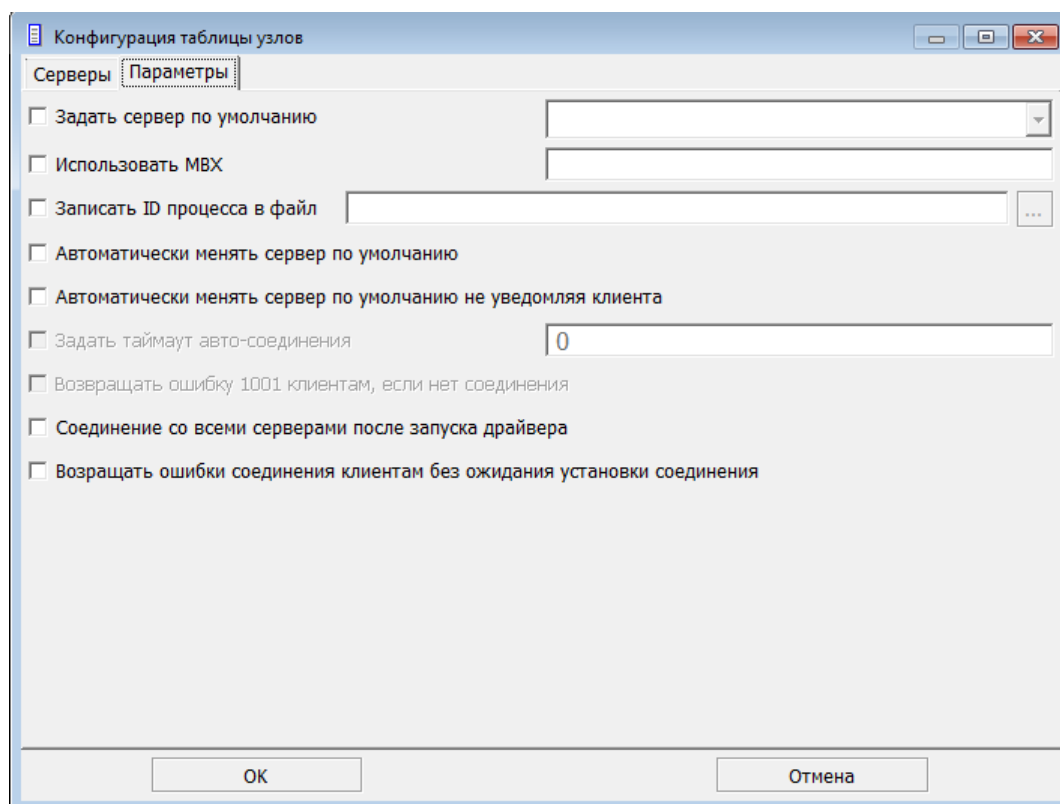 Конфигурация таблицы узлов
Серверы Параметры
Задать сервер по умолчанию
Использовать MBX
Записать ID процесса в файл ...
Автоматически менять сервер по умолчанию
Автоматически менять сервер по умолчанию не уведомляя клиента
Задать таймаут авто-соединения 0
Возвращать ошибку 1001 клиентам, если нет соединения
Соединение со всеми серверами после запуска драйвера
Возращать ошибки соединения клиентам без ожидания установки соединения
OK Отмена